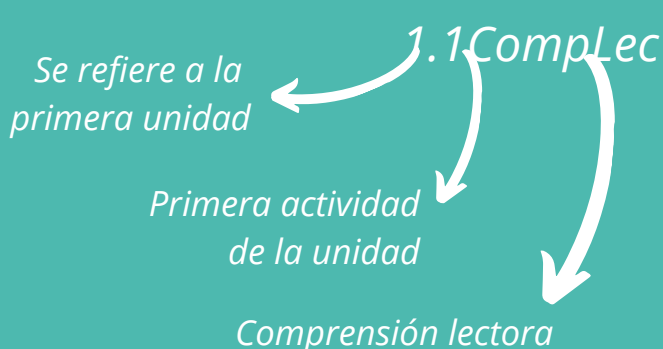 1.1CompLec
Se refiere a la
primera unidad
Primera actividad
de la unidad
Comprensión lectora